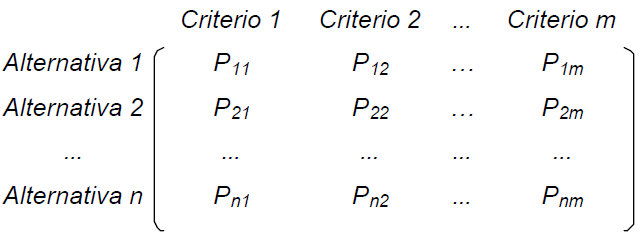 Criterio 1 Criterio 2 ... Criterio m
Alternativa 1 P11 P12 … P1m
Alternativa 2 P21 P22 … P2m
... ... ... ... ...
Alternativa n Pn1 Pn2 ... Pnm